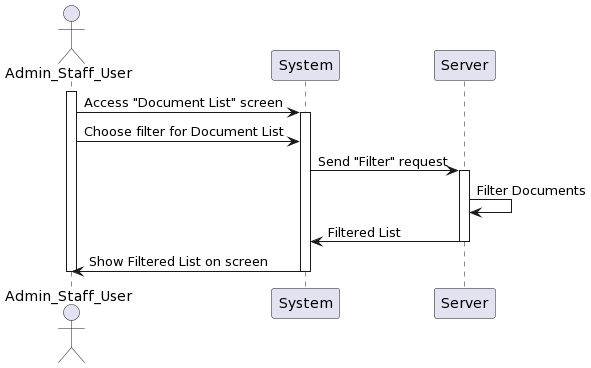 Admin_Staff_User
System
Server
Access "Document List" screen
Choose filter for Document List
Send "Filter" request
Filter Documents
Filtered List
Show Filtered List on screen
Admin_Staff_User
System
Server